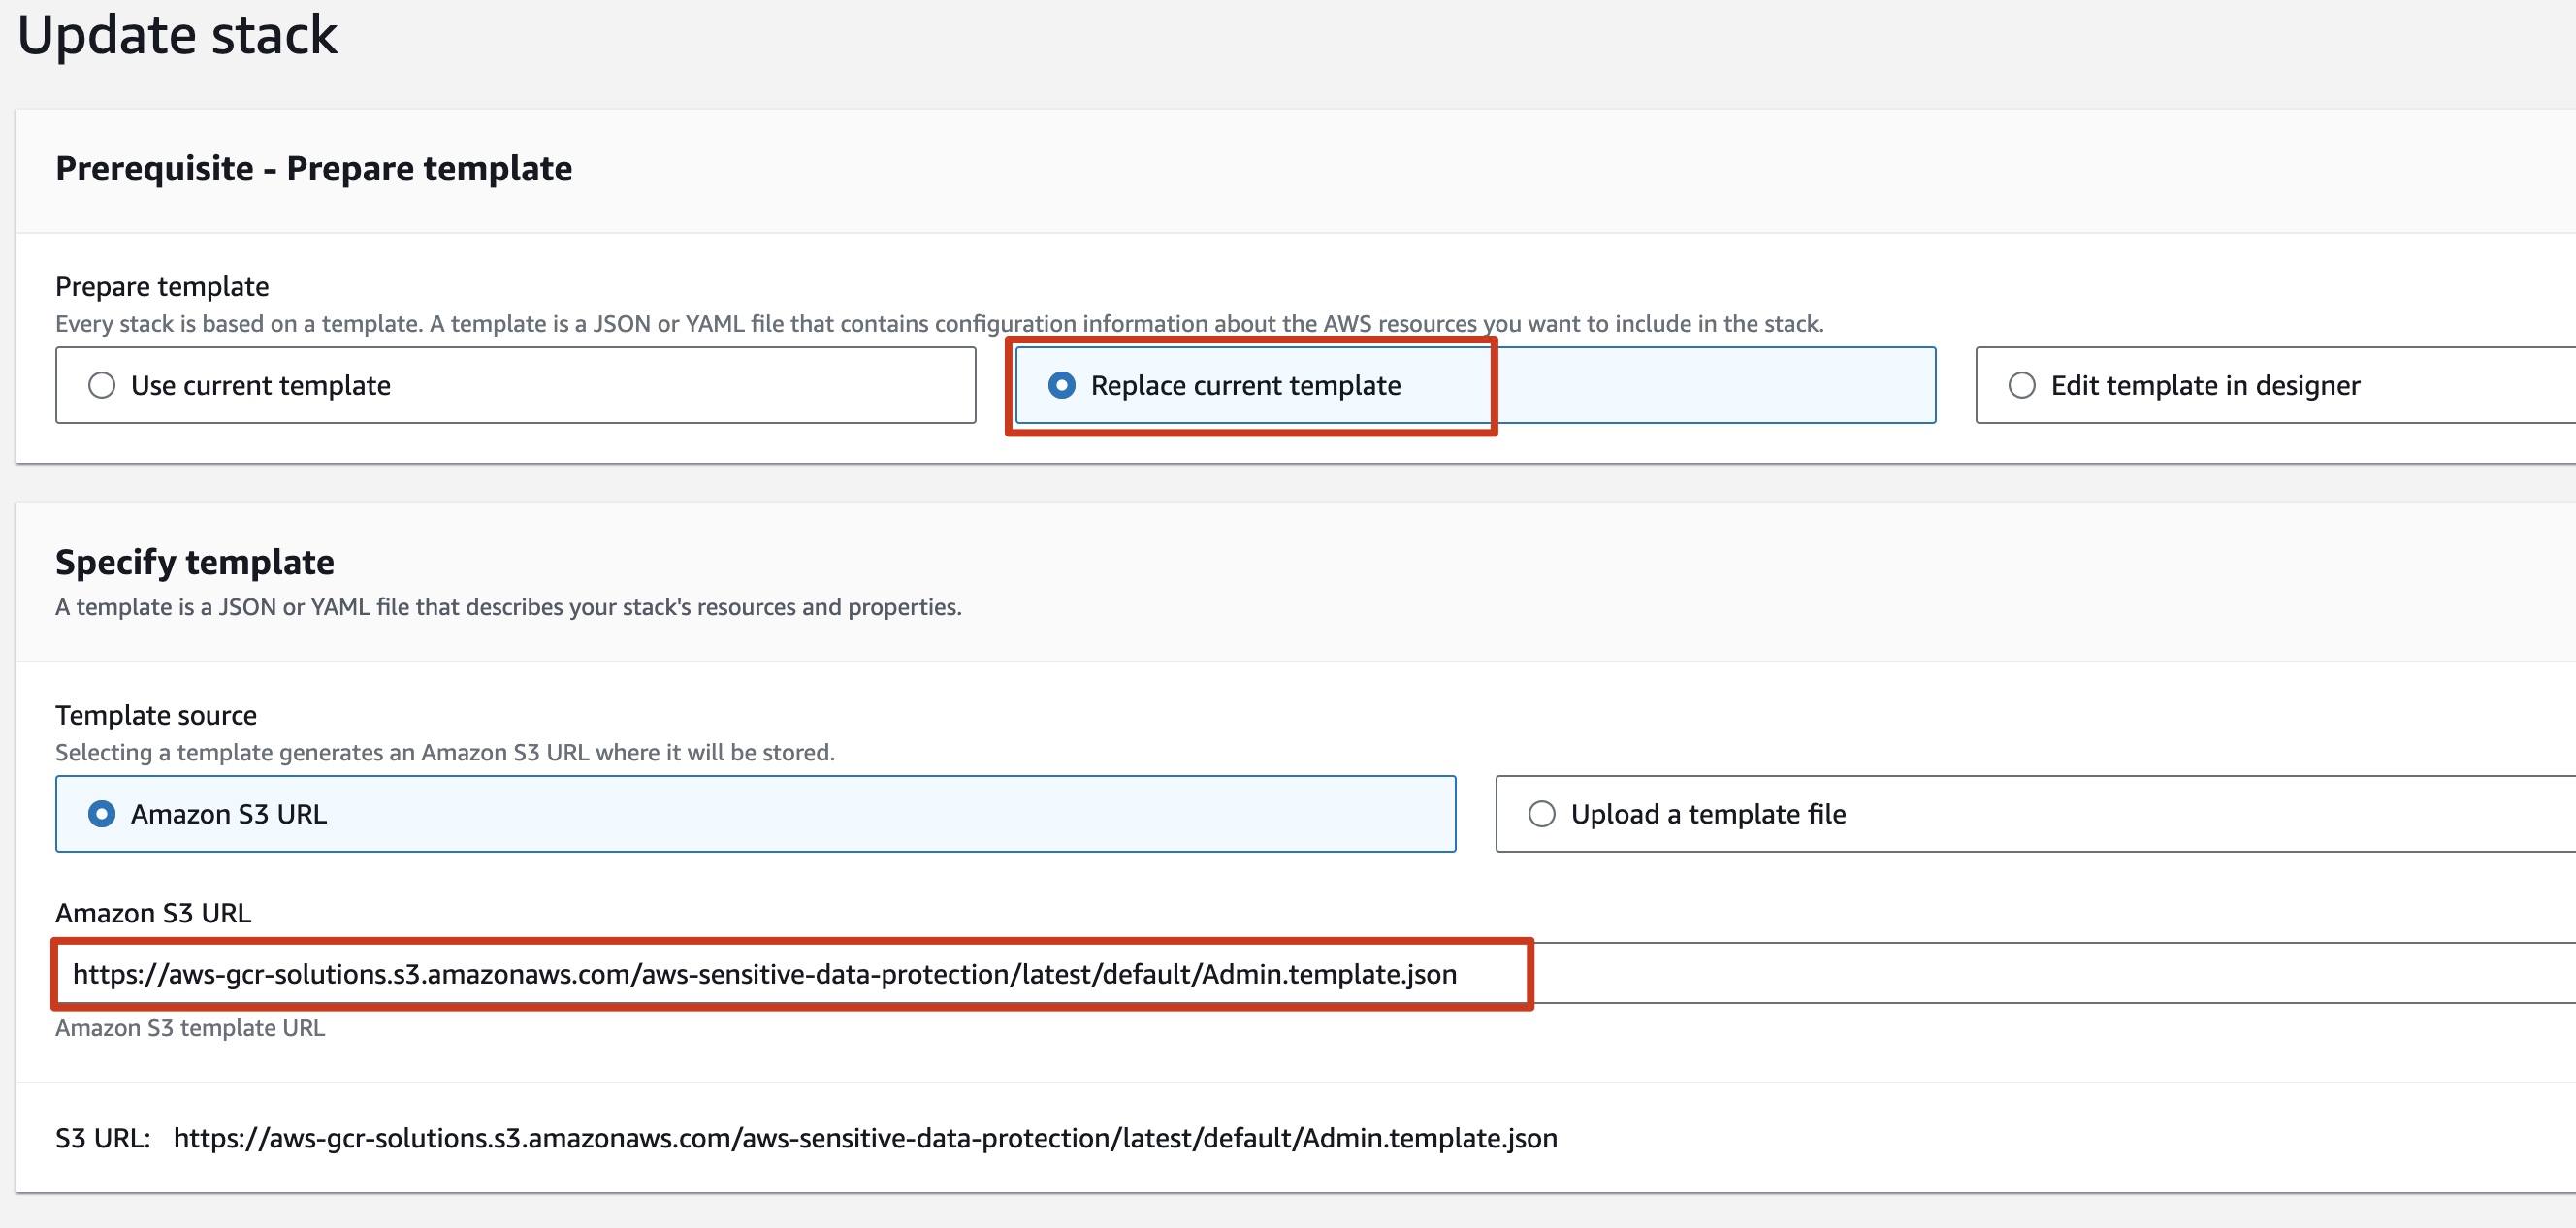 Update stack
Prerequisite - Prepare template
Prepare template
Every stack is based on a template. A template is a JSON or YAML file that contains configuration information about the AWS resources you want to include in the stack.
Use current template
Replace current template
Edit template in designer
Specify template
A template is a JSON or YAML file that describes your stack's resources and properties.
Template source
Selecting a template generates an Amazon S3 URL where it will be stored.
Amazon S3 URL
Upload a template file
Amazon S3 URL
https://aws-gcr-solutions.s3.amazonaws.com/aws-sensitive-data-protection/latest/default/Admin.template.json
Amazon S3 template URL
S3 URL: https://aws-gcr-solutions.s3.amazonaws.com/aws-sensitive-data-protection/latest/default/Admin.template.json